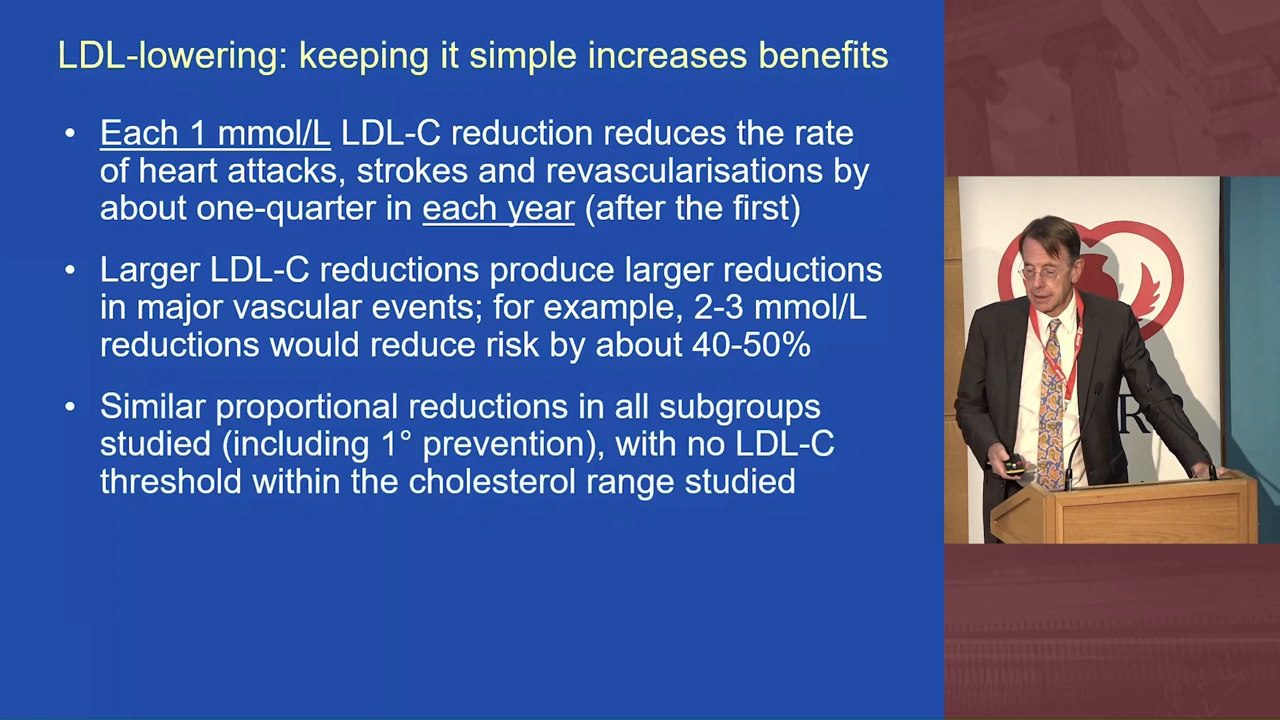 LDL-lowering: keeping it simple increases benefits
• Each 1 mmol/L LDL-C reduction reduces the rate
of heart attacks, strokes and revascularisations by
about one-quarter in each year (after the first)
• Larger LDL-C reductions produce larger reductions
in major vascular events; for example, 2-3 mmol/L
reductions would reduce risk by about 40-50%
• Similar proportional reductions in all subgroups
studied (including 1° prevention), with no LDL-C
threshold within the cholesterol range studied